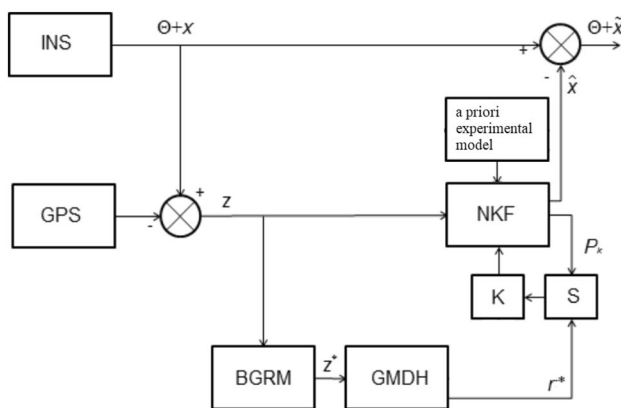 INS
Θ+x
+
Θ+x̃
-
x̂
a priori
experimental
model
GPS
+
-
z
NKF
Pₖ
K
S
BGRM
z*
GMDH
r*